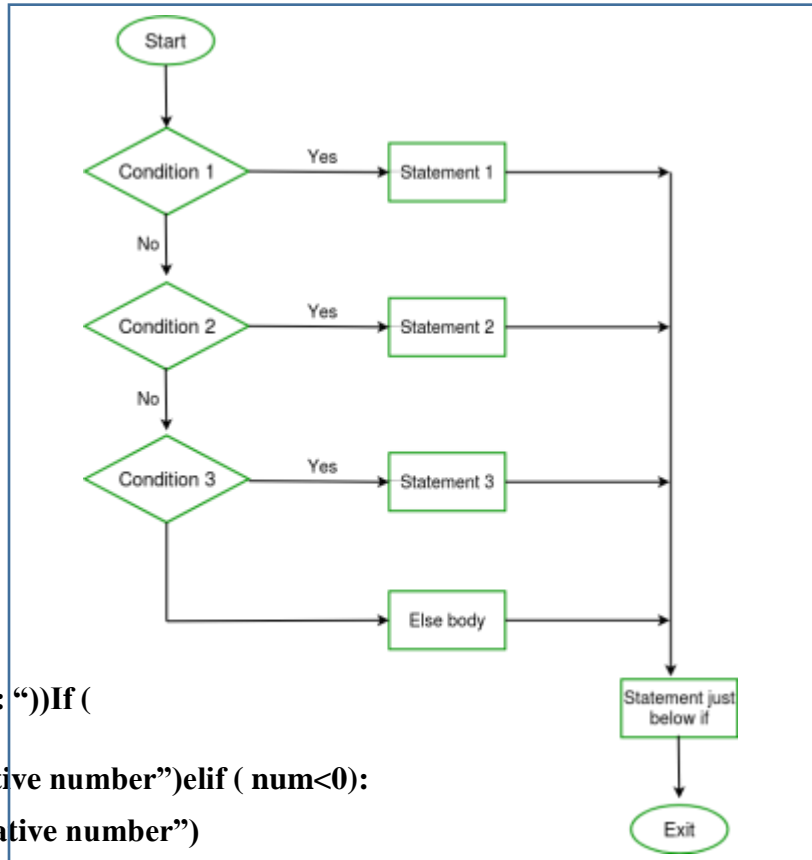 Start
Condition 1
Yes
Statement 1
No
Condition 2
Yes
Statement 2
No
Condition 3
Yes
Statement 3
Else body
: “))If (
Statement just
below if
tive number”)elif ( num<0):
ative number”)
Exit